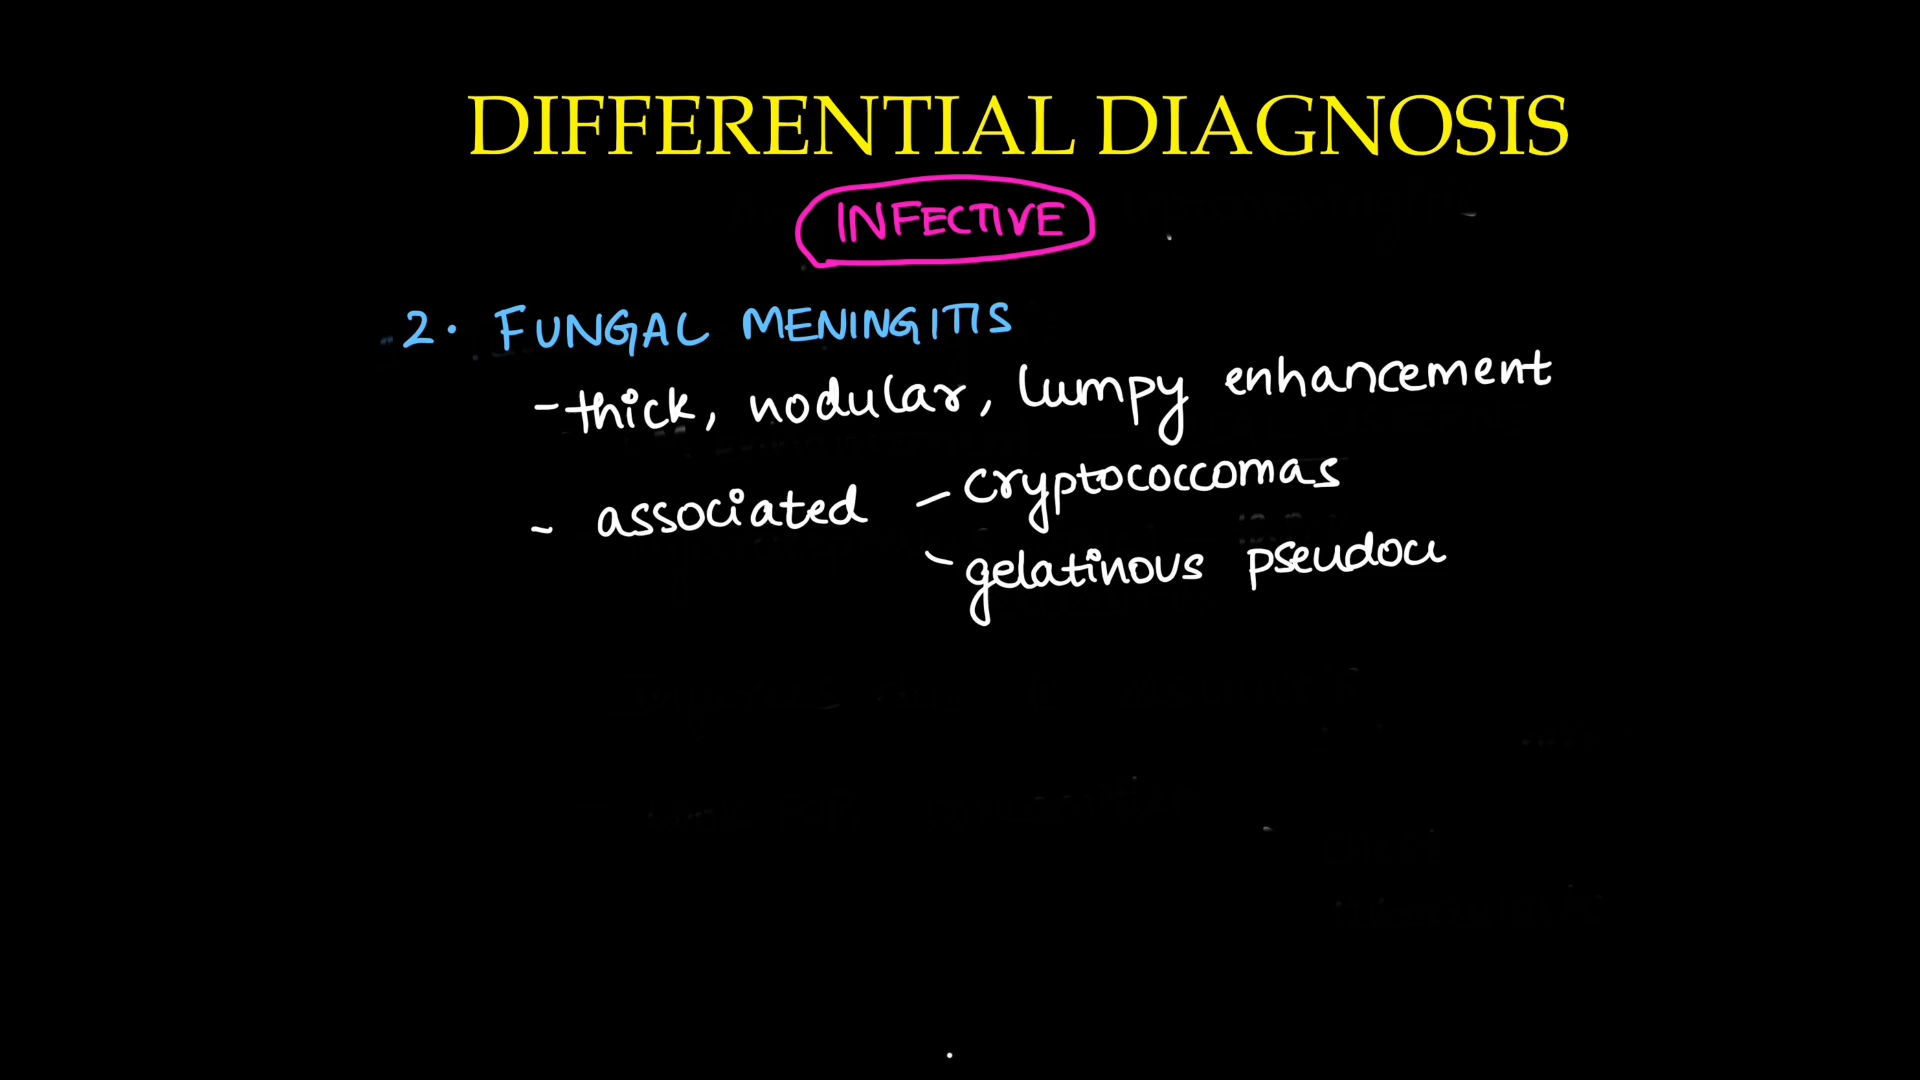 DIFFERENTIAL DIAGNOSIS
INFECTIVE
2. FUNGAL MENINGITIS
- thick, nodular, lumpy enhancement
- associated - cryptococcomas
- gelatinous pseudocu